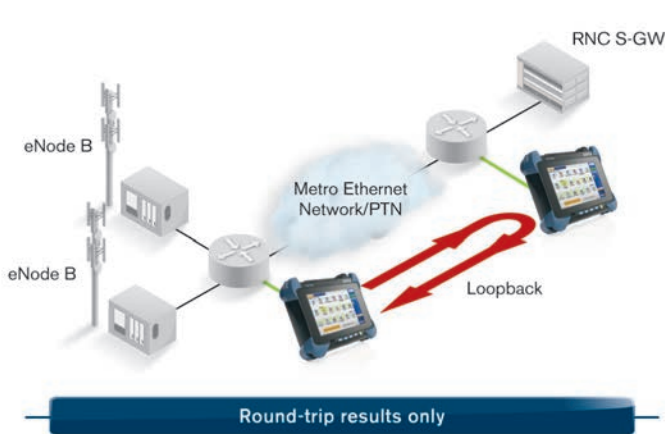 RNC S-GW
eNode B
Metro Ethernet
Network/PTN
eNode B
Loopback
Round-trip results only